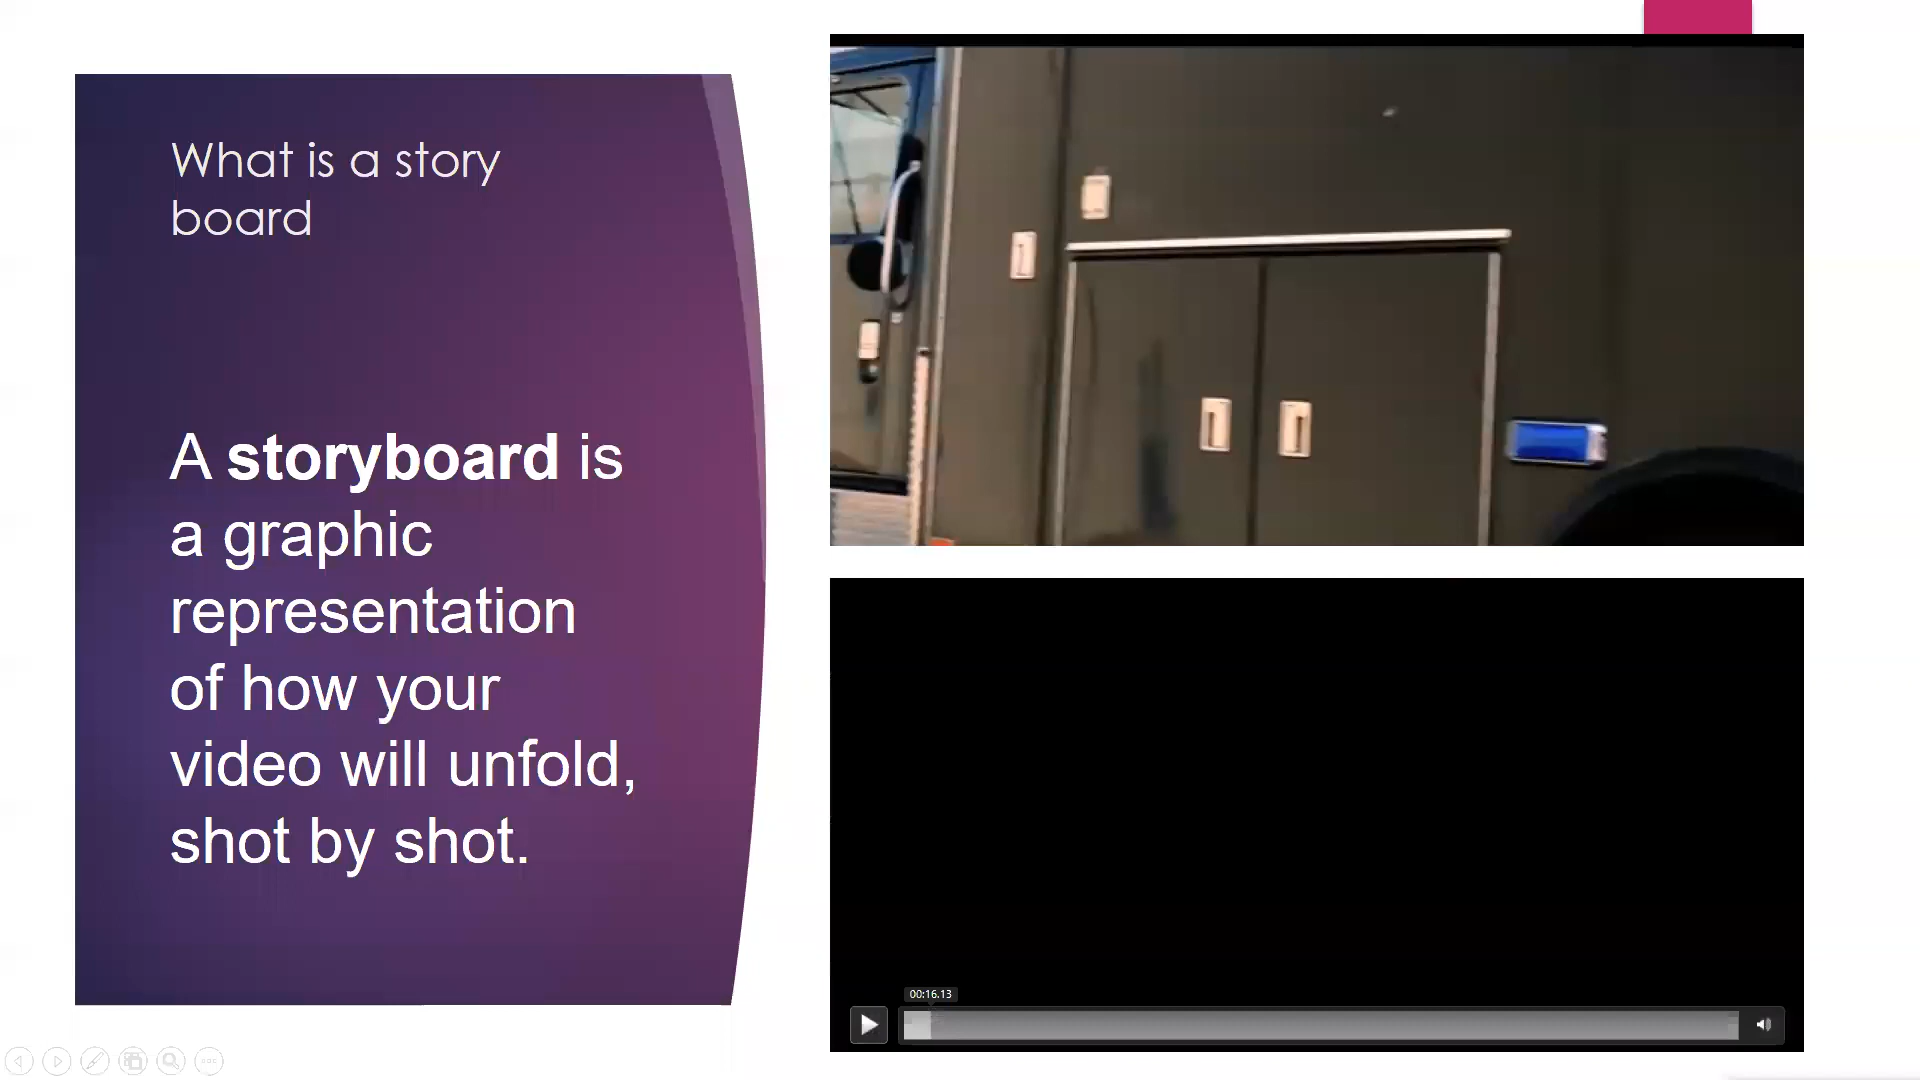 What is a story
board
A storyboard is
a graphic
representation
of how your
video will unfold,
shot by shot.
00:16.13